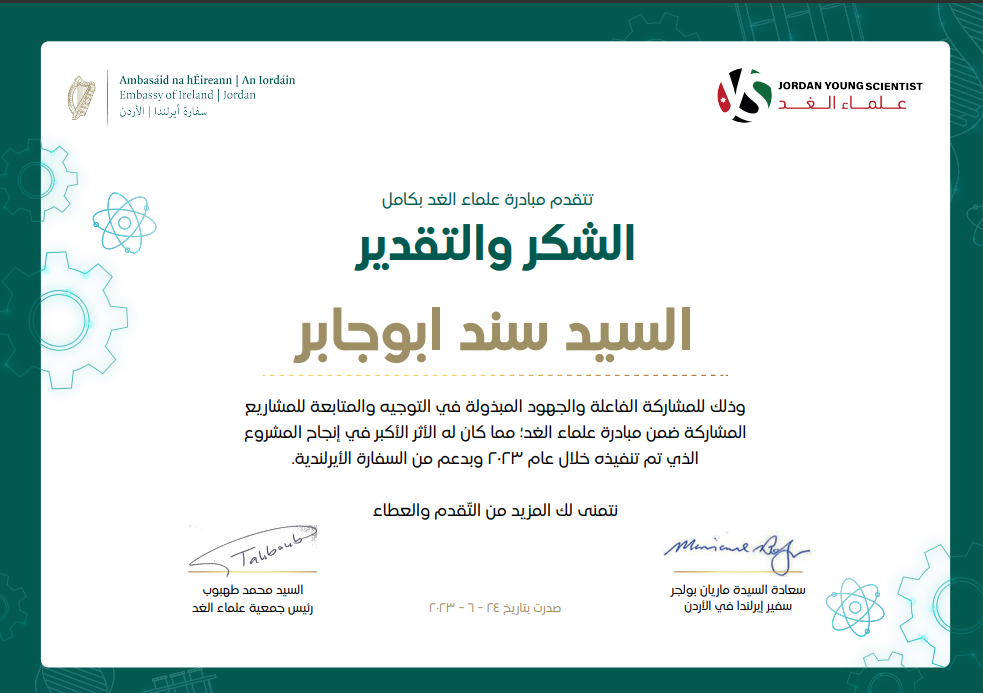 Ambasáid na hÉireann | An Iordáin
Embassy of Ireland | Jordan
سفارة أيرلندا | الأردن
JORDAN YOUNG SCIENTIST
علماء الغد
تتقدم مبادرة علماء الغد بكامل
الشكر والتقدير
السيد سند ابوجابر
وذلك للمشاركة الفاعلة والجهود المبذولة في التوجيه والمتابعة للمشاريع
المشاركة ضمن مبادرة علماء الغد؛ مما كان له الأثر الأكبر في إنجاح المشروع
الذي تم تنفيذه خلال عام ٢٠٢٣ وبدعم من السفارة الأيرلندية.
نتمنى لك المزيد من التّقدم والعطاء
سعادة السيدة ماريان بولجر
سفير إيرلندا في الأردن
صدرت بتاريخ ٢٤ - ٦ - ٢٠٢٣
Tahboub
السيد محمد طهبوب
رئيس جمعية علماء الغد